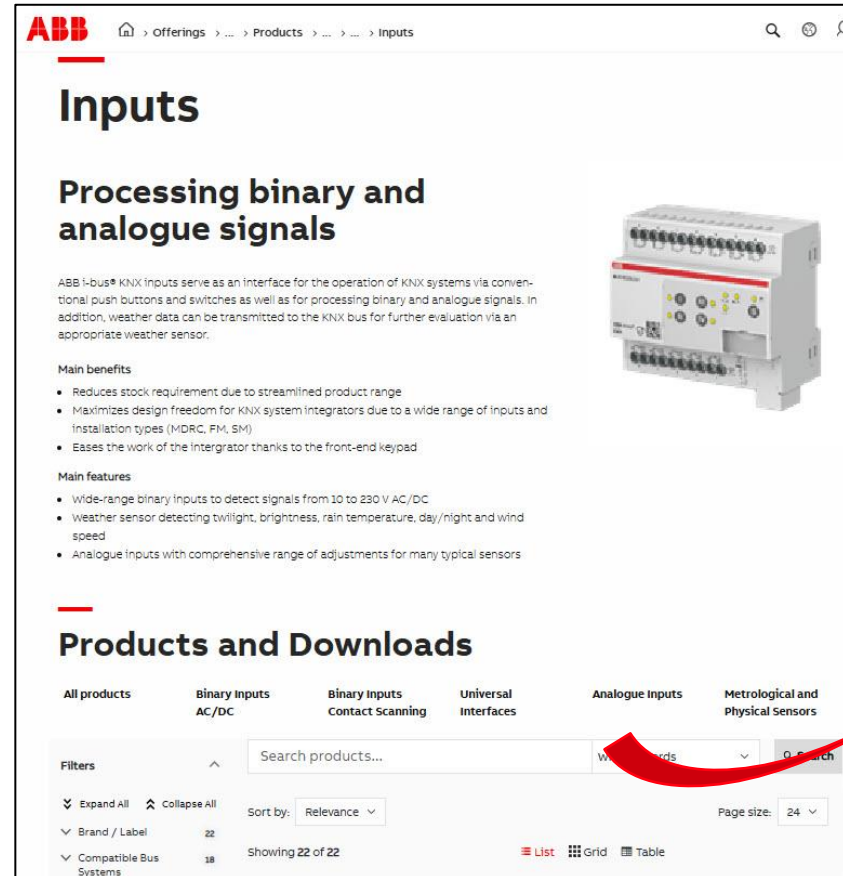 ABB > Offerings > ... > Products > ... > ... > Inputs
Inputs
Processing binary and
analogue signals
ABB i-bus® KNX inputs serve as an interface for the operation of KNX systems via conven-
tional push buttons and switches as well as for processing binary and analogue signals. In
addition, weather data can be transmitted to the KNX bus for further evaluation via an
appropriate weather sensor.
Main benefits
• Reduces stock requirement due to streamlined product range
• Maximizes design freedom for KNX system integrators due to a wide range of inputs and
installation types (MDRC, FM, SM)
• Eases the work of the intergrator thanks to the front-end keypad
Main features
• Wide-range binary inputs to detect signals from 10 to 230 V AC/DC
• Weather sensor detecting twilight, brightness, rain temperature, day/night and wind
speed
• Analogue inputs with comprehensive range of adjustments for many typical sensors
Products and Downloads
All products
Binary Inputs
AC/DC
Binary Inputs
Contact Scanning
Universal
Interfaces
Analogue Inputs
Metrological and
Physical Sensors
Filters
Search products...
Search
Expand All Collapse All
Sort by: Relevance
Page size: 24
Brand / Label 22
Showing 22 of 22
List Grid Table
Compatible Bus 18
Systems